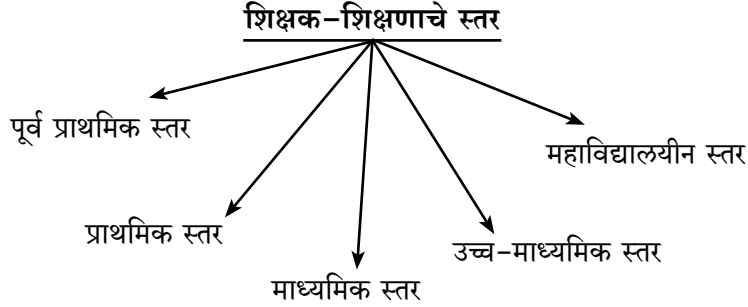 शिक्षक-शिक्षणाचे स्तर
पूर्व प्राथमिक स्तर
प्राथमिक स्तर
माध्यमिक स्तर
उच्च-माध्यमिक स्तर
महाविद्यालयीन स्तर